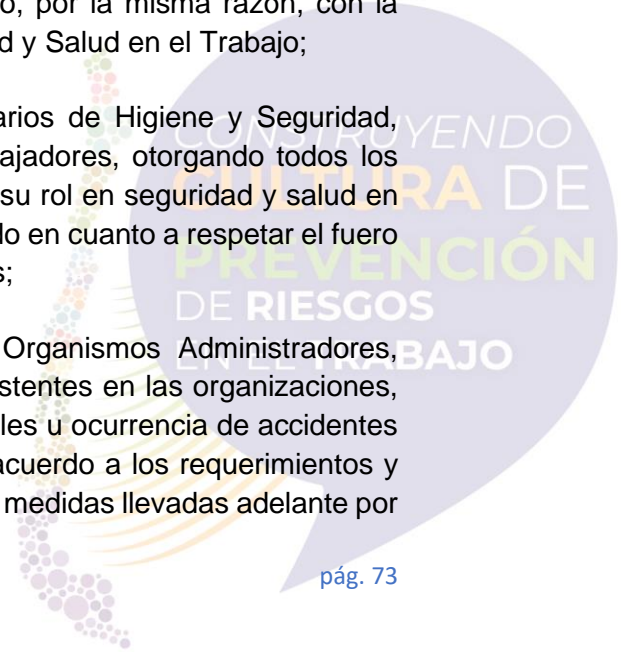 o, por la misma razón, con la
d y Salud en el Trabajo;
arios de Higiene y Seguridad,
ajadores, otorgando todos los
su rol en seguridad y salud en
do en cuanto a respetar el fuero
s;
Organismos Administradores,
stentes en las organizaciones,
les u ocurrencia de accidentes
acuerdo a los requerimientos y
medidas llevadas adelante por
CONSTRUYENDO
CULTURA DE
PREVENCIÓN
DE RIESGOS
EN EL TRABAJO
pág. 73